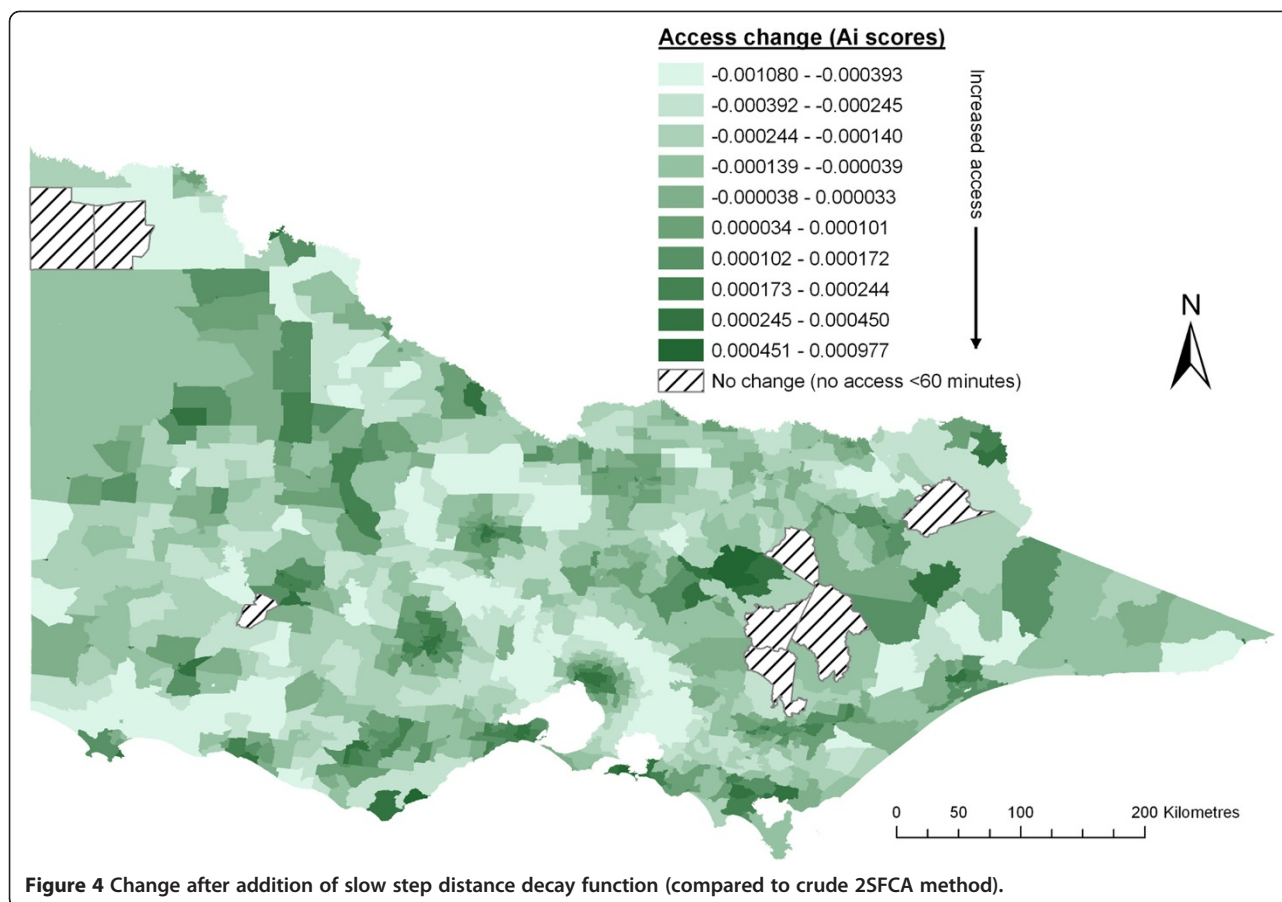 Access change (Ai scores)
-0.001080 - -0.000393
-0.000392 - -0.000245
-0.000244 - -0.000140
-0.000139 - -0.000039
-0.000038 - 0.000033
0.000034 - 0.000101
0.000102 - 0.000172
0.000173 - 0.000244
0.000245 - 0.000450
0.000451 - 0.000977
No change (no access <60 minutes)
Increased access
N
0 50 100 200 Kilometres
Figure 4 Change after addition of slow step distance decay function (compared to crude 2SFCA method).